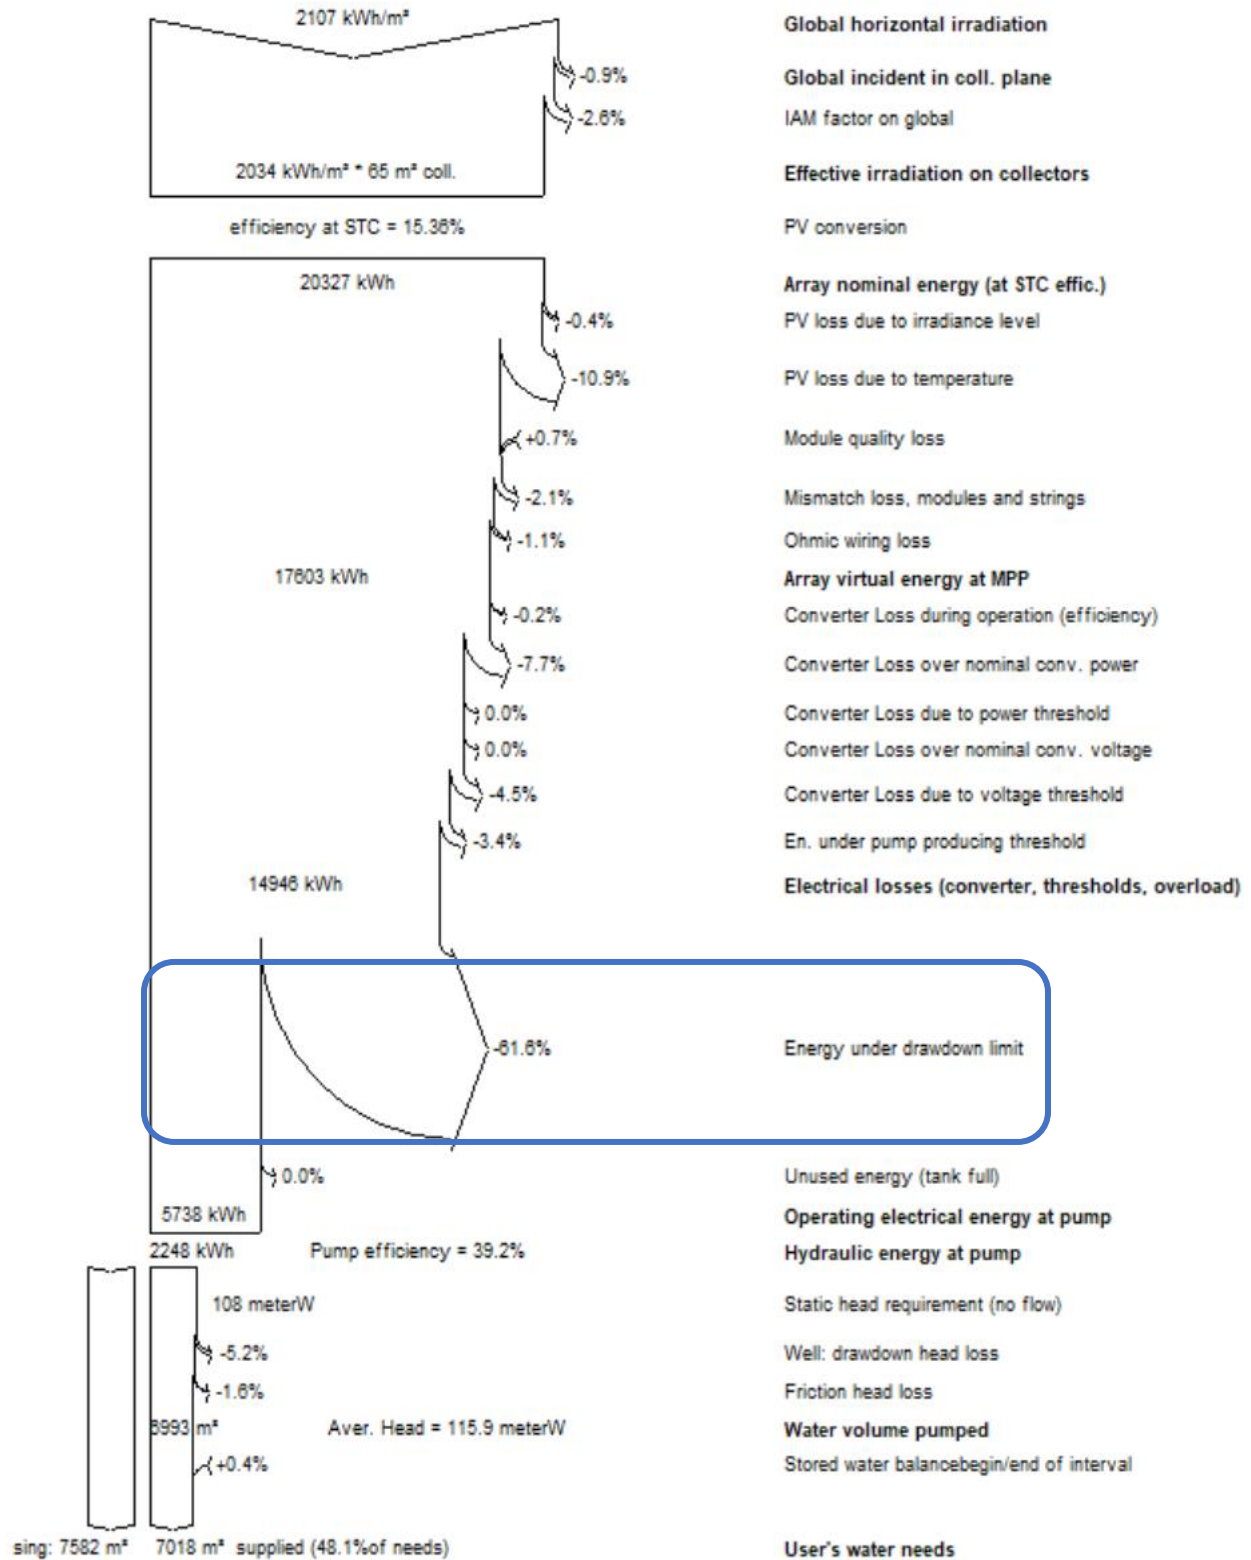 2107 kWh/m² Global horizontal irradiation
-0.9% Global incident in coll. plane
-2.6% IAM factor on global
2034 kWh/m² * 65 m² coll. Effective irradiation on collectors
efficiency at STC = 15.36% PV conversion
20327 kWh Array nominal energy (at STC effic.)
-0.4% PV loss due to irradiance level
-10.9% PV loss due to temperature
+0.7% Module quality loss
-2.1% Mismatch loss, modules and strings
-1.1% Ohmic wiring loss
17603 kWh Array virtual energy at MPP
-0.2% Converter Loss during operation (efficiency)
-7.7% Converter Loss over nominal conv. power
0.0% Converter Loss due to power threshold
0.0% Converter Loss over nominal conv. voltage
-4.5% Converter Loss due to voltage threshold
-3.4% En. under pump producing threshold
14946 kWh Electrical losses (converter, thresholds, overload)
-61.6% Energy under drawdown limit
0.0% Unused energy (tank full)
5738 kWh Operating electrical energy at pump
2248 kWh Pump efficiency = 39.2% Hydraulic energy at pump
108 meterW Static head requirement (no flow)
-5.2% Well: drawdown head loss
-1.6% Friction head loss
6993 m³ Aver. Head = 115.9 meterW Water volume pumped
+0.4% Stored water balancebegin/end of interval
sing: 7582 m³ 7018 m³ supplied (48.1%of needs) User's water needs